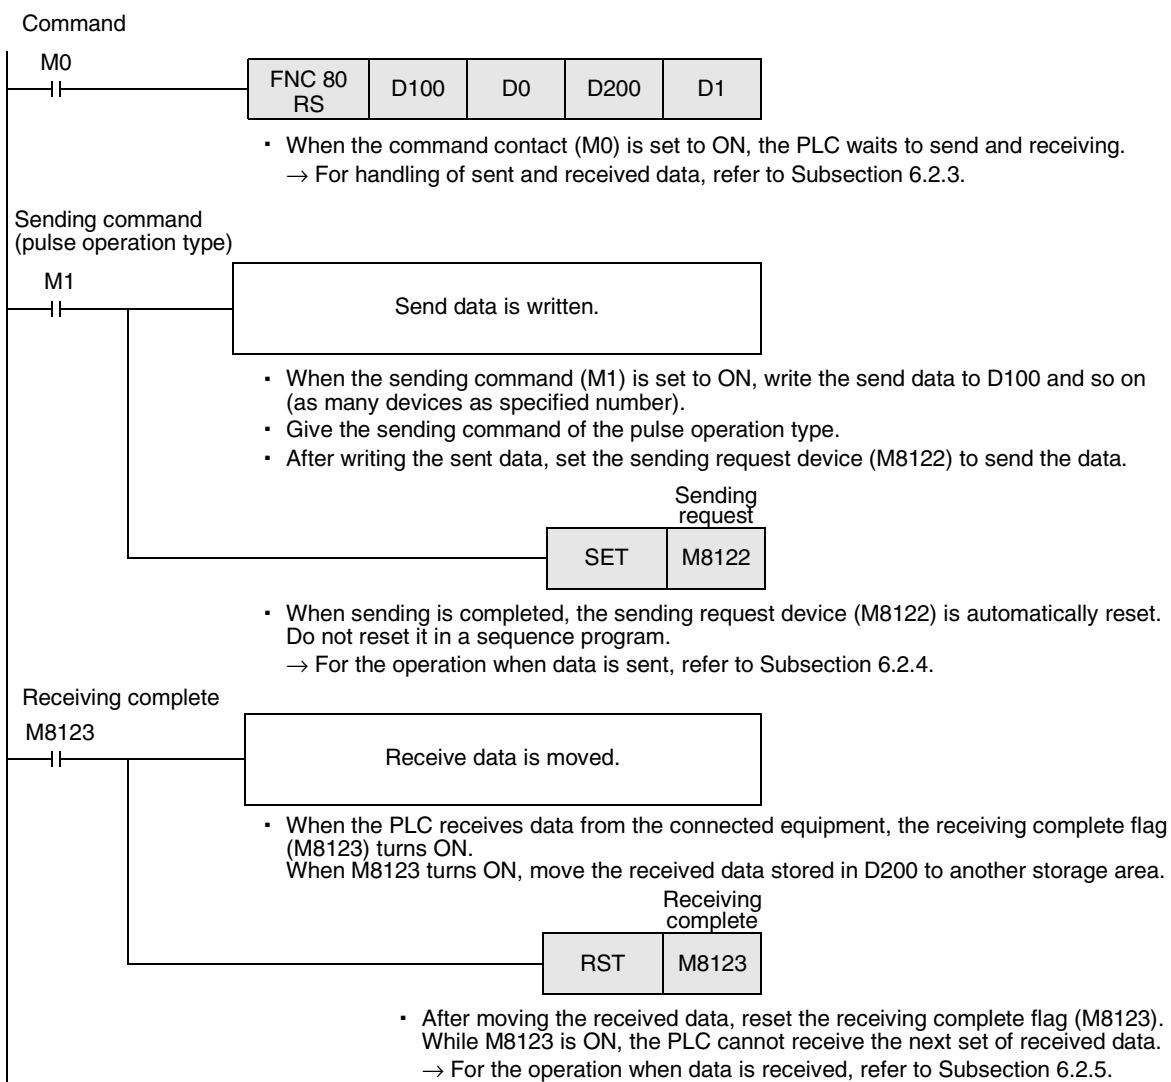 Command
M0
FNC 80
RS
D100
D0
D200
D1
▪ When the command contact (M0) is set to ON, the PLC waits to send and receiving.
→ For handling of sent and received data, refer to Subsection 6.2.3.
Sending command
(pulse operation type)
M1
Send data is written.
▪ When the sending command (M1) is set to ON, write the send data to D100 and so on
(as many devices as specified number).
▪ Give the sending command of the pulse operation type.
▪ After writing the sent data, set the sending request device (M8122) to send the data.
Sending
request
SET
M8122
▪ When sending is completed, the sending request device (M8122) is automatically reset.
Do not reset it in a sequence program.
→ For the operation when data is sent, refer to Subsection 6.2.4.
Receiving complete
M8123
Receive data is moved.
▪ When the PLC receives data from the connected equipment, the receiving complete flag
(M8123) turns ON.
When M8123 turns ON, move the received data stored in D200 to another storage area.
Receiving
complete
RST
M8123
▪ After moving the received data, reset the receiving complete flag (M8123).
While M8123 is ON, the PLC cannot receive the next set of received data.
→ For the operation when data is received, refer to Subsection 6.2.5.